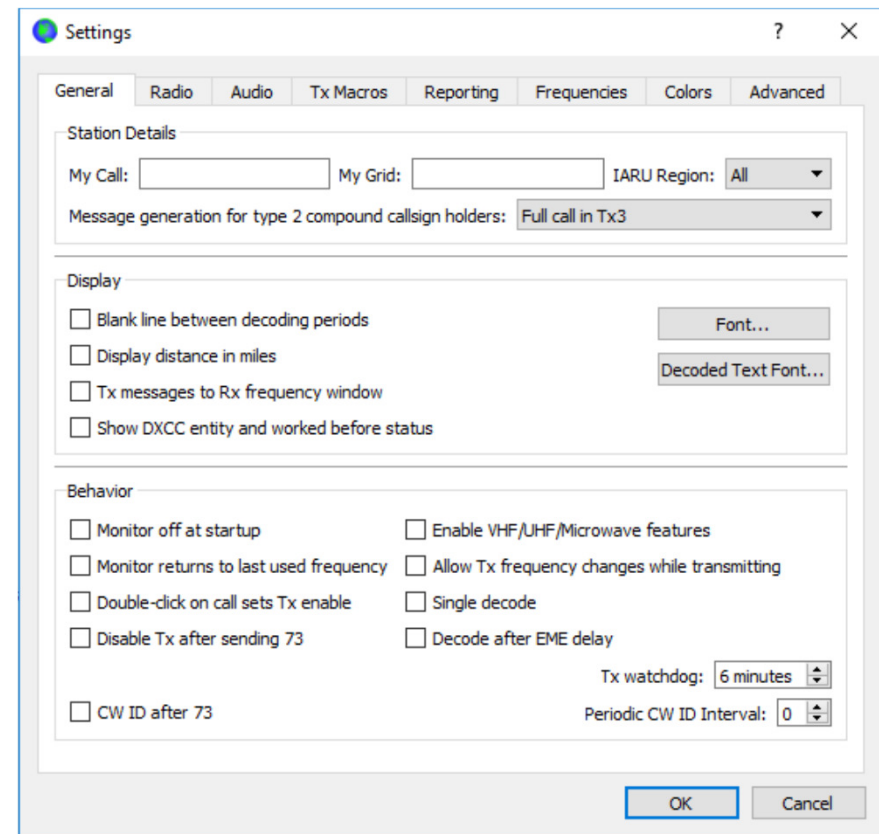 Settings
?
General Radio Audio Tx Macros Reporting Frequencies Colors Advanced
Station Details
My Call: My Grid: IARU Region: All
Message generation for type 2 compound callsign holders: Full call in Tx3
Display
Blank line between decoding periods
Font...
Display distance in miles
Decoded Text Font...
Tx messages to Rx frequency window
Show DXCC entity and worked before status
Behavior
Monitor off at startup Enable VHF/UHF/Microwave features
Monitor returns to last used frequency Allow Tx frequency changes while transmitting
Double-click on call sets Tx enable Single decode
Disable Tx after sending 73 Decode after EME delay
Tx watchdog: 6 minutes
CW ID after 73 Periodic CW ID Interval: 0
OK Cancel